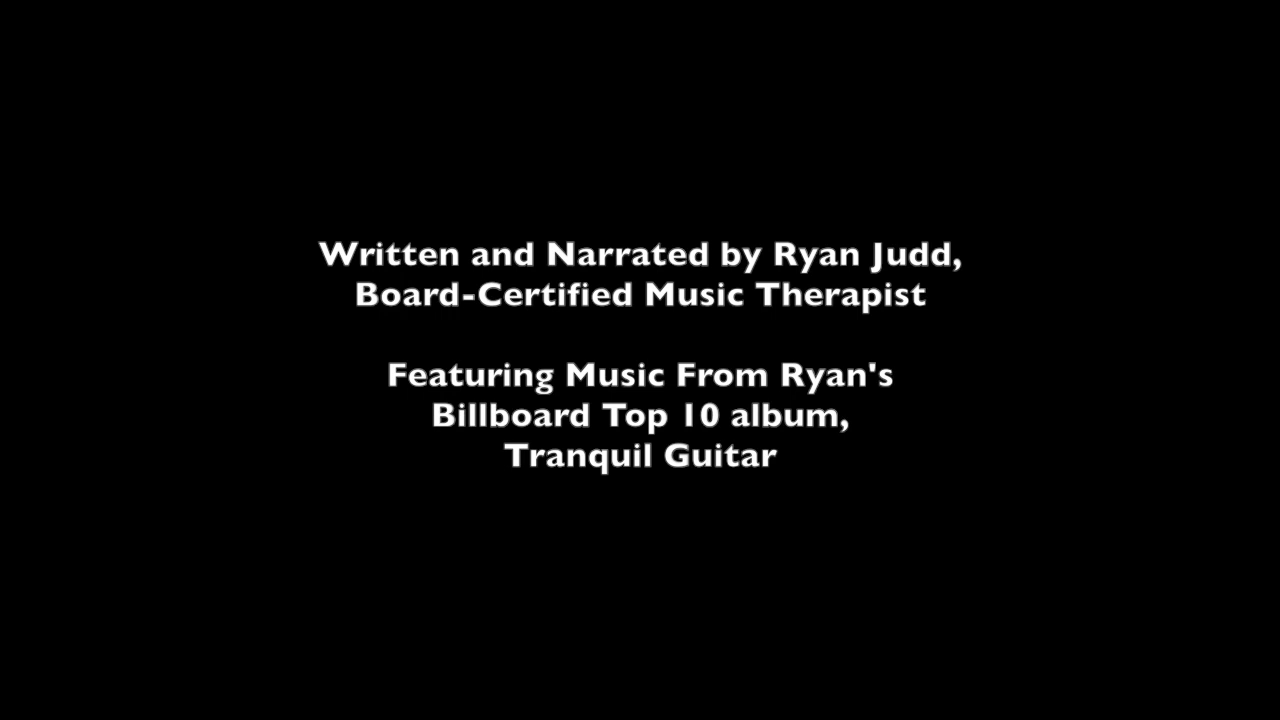 Written and Narrated by Ryan Judd,
Board-Certified Music Therapist
Featuring Music From Ryan's
Billboard Top 10 album,
Tranquil Guitar